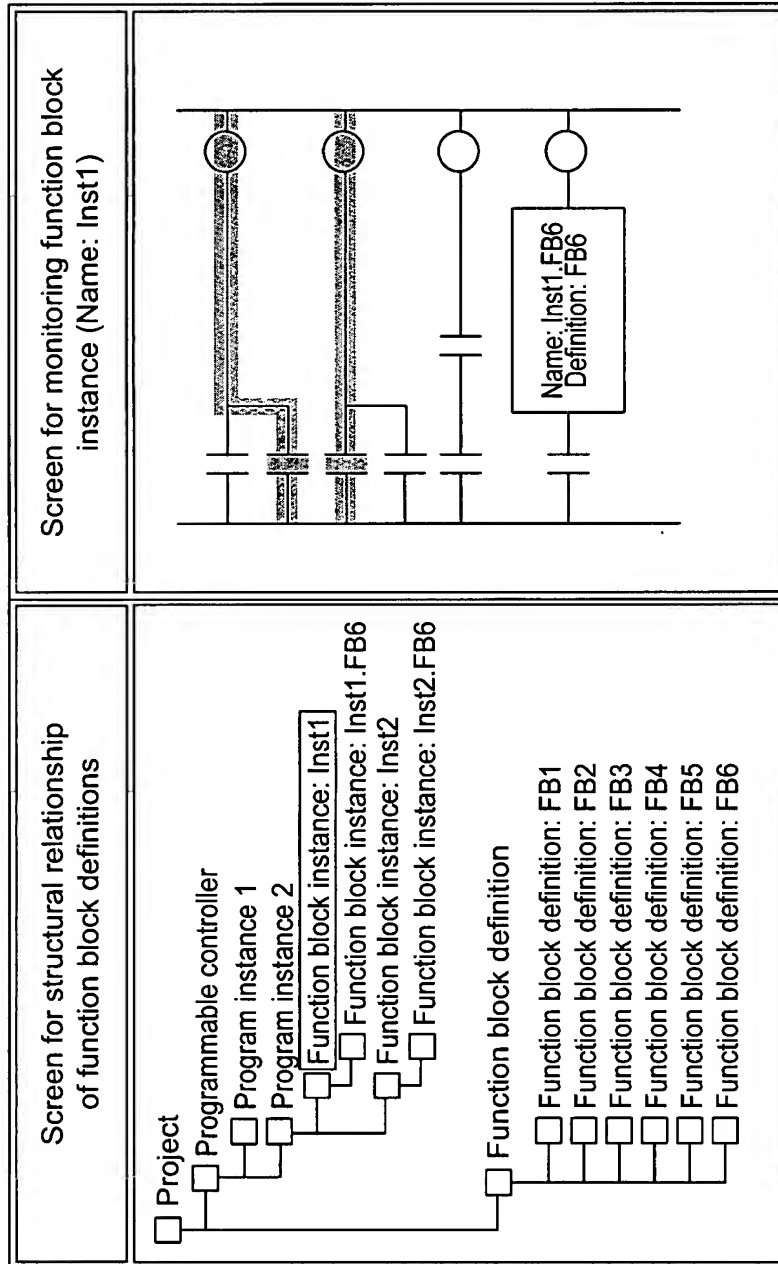 Screen for structural relationship
of function block definitions
Project
Programmable controller
Program instance 1
Program instance 2
Function block instance: Inst1
Function block instance: Inst1.FB6
Function block instance: Inst2
Function block instance: Inst2.FB6
Function block definition
Function block definition: FB1
Function block definition: FB2
Function block definition: FB3
Function block definition: FB4
Function block definition: FB5
Function block definition: FB6
Screen for monitoring function block
instance (Name: Inst1)
Name: Inst1.FB6
Definition: FB6